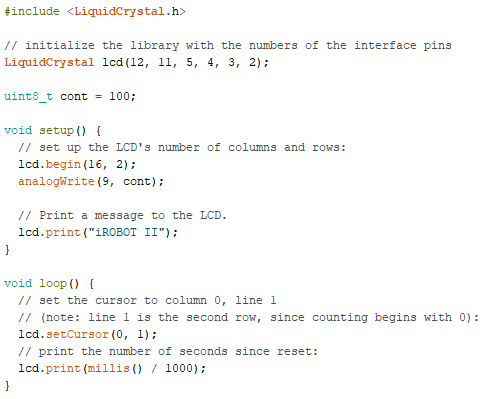 #include <LiquidCrystal.h>

// initialize the library with the numbers of the interface pins
LiquidCrystal lcd(12, 11, 5, 4, 3, 2);

uint8_t cont = 100;

void setup() {
  // set up the LCD's number of columns and rows:
  lcd.begin(16, 2);
  analogWrite(9, cont);

  // Print a message to the LCD.
  lcd.print("iROBOT II");
}

void loop() {
  // set the cursor to column 0, line 1
  // (note: line 1 is the second row, since counting begins with 0):
  lcd.setCursor(0, 1);
  // print the number of seconds since reset:
  lcd.print(millis() / 1000);
}